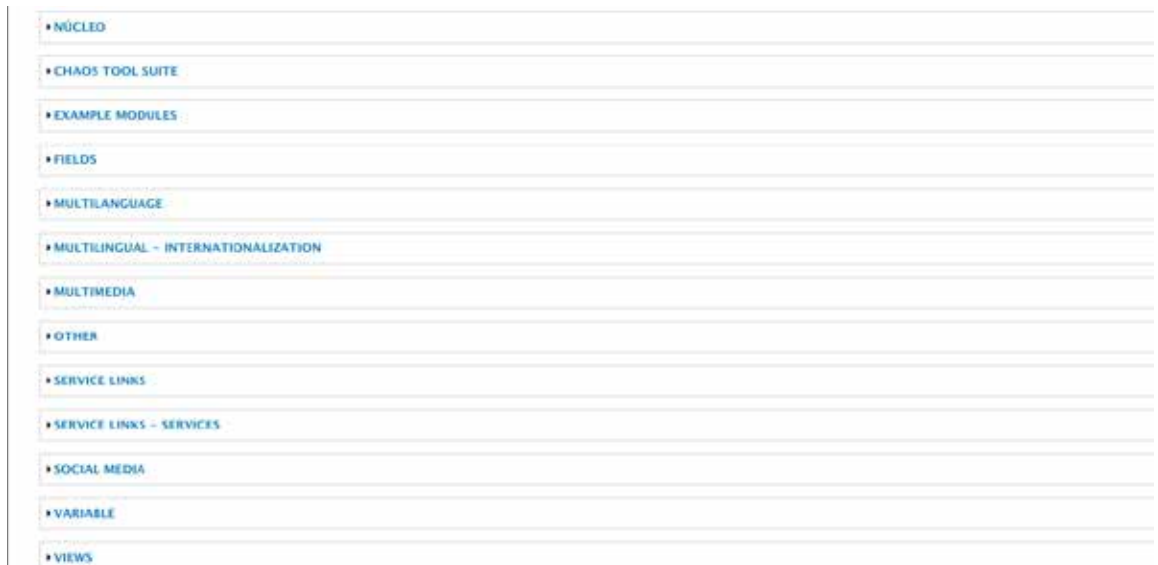 NÚCLEO
CHAOS TOOL SUITE
EXAMPLE MODULES
FIELDS
MULTILANGUAGE
MULTILINGUAL - INTERNATIONALIZATION
MULTIMEDIA
OTHER
SERVICE LINKS
SERVICE LINKS - SERVICES
SOCIAL MEDIA
VARIABLE
VIEWS